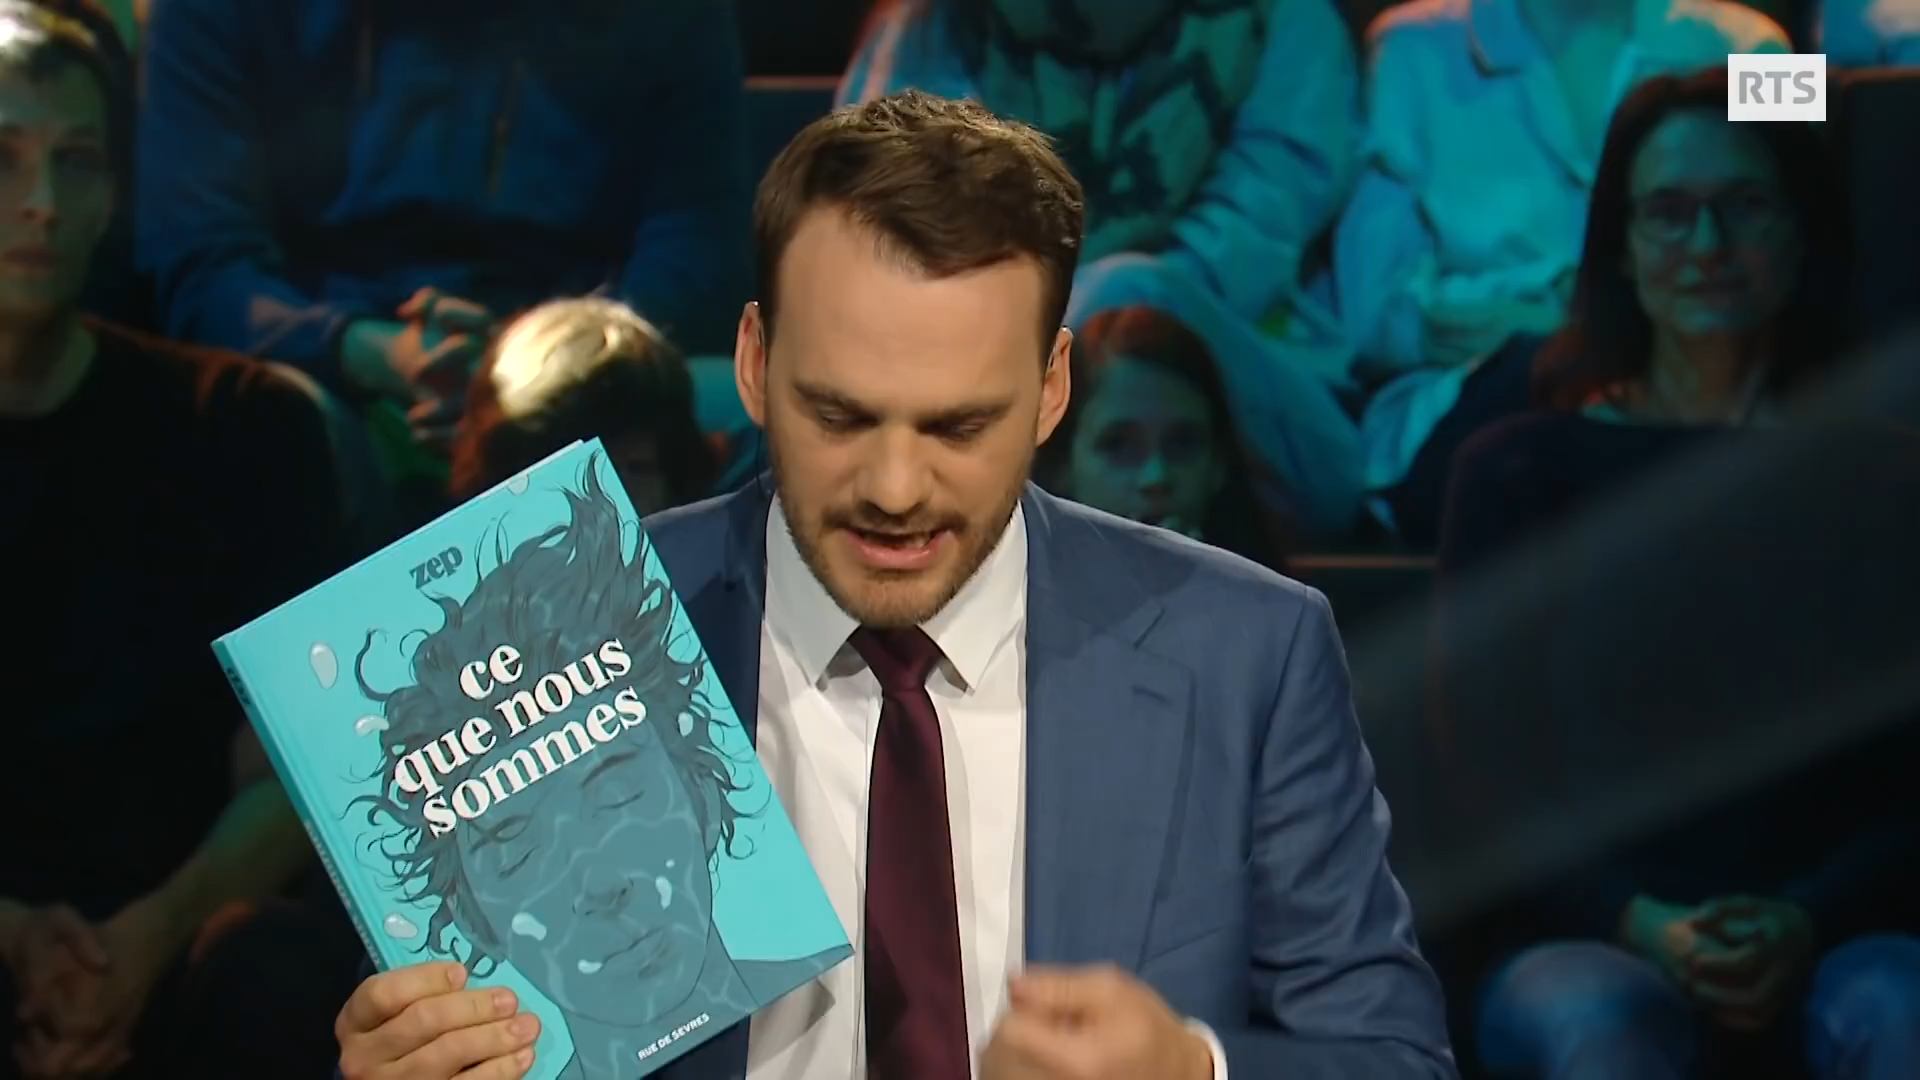 RTS
zep
ce
que nous
sommes
RUE DE SEVRES